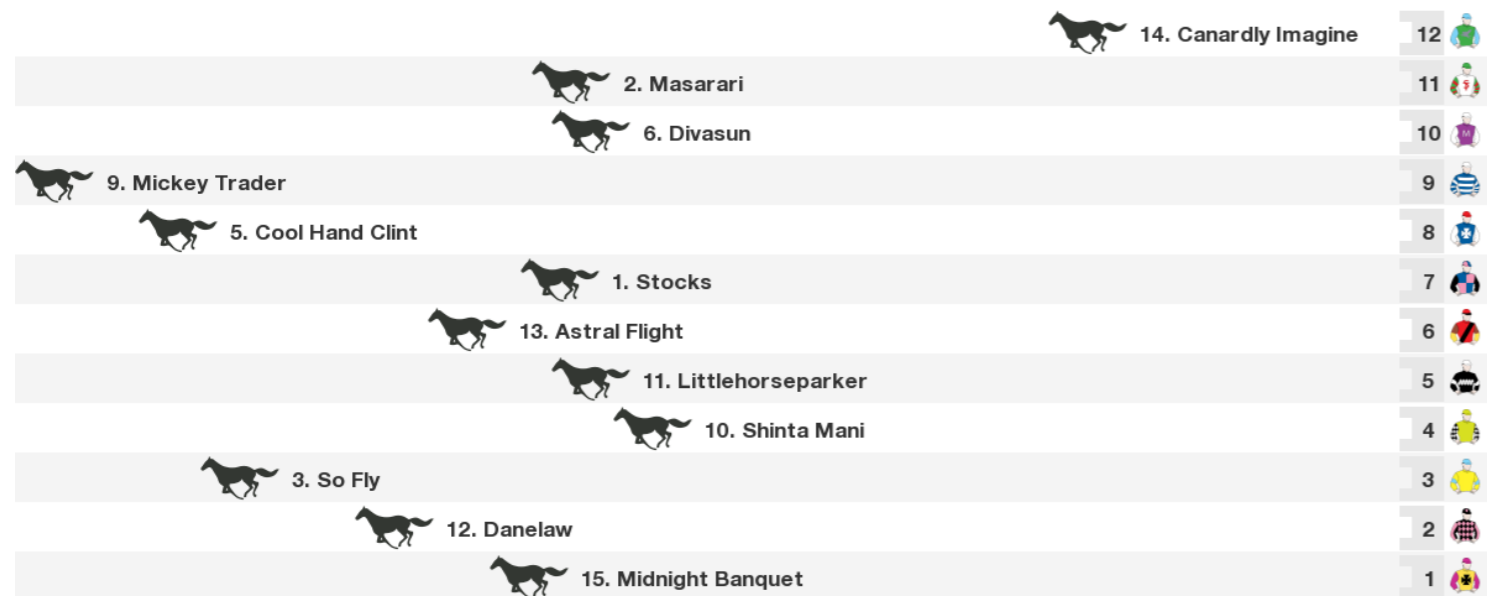 14. Canardly Imagine 12
2. Masarari 11
6. Divasun 10 M
9. Mickey Trader 9
5. Cool Hand Clint 8
1. Stocks 7
13. Astral Flight 6
11. Littlehorseparker 5
10. Shinta Mani 4
3. So Fly 3
12. Danelaw 2
15. Midnight Banquet 1